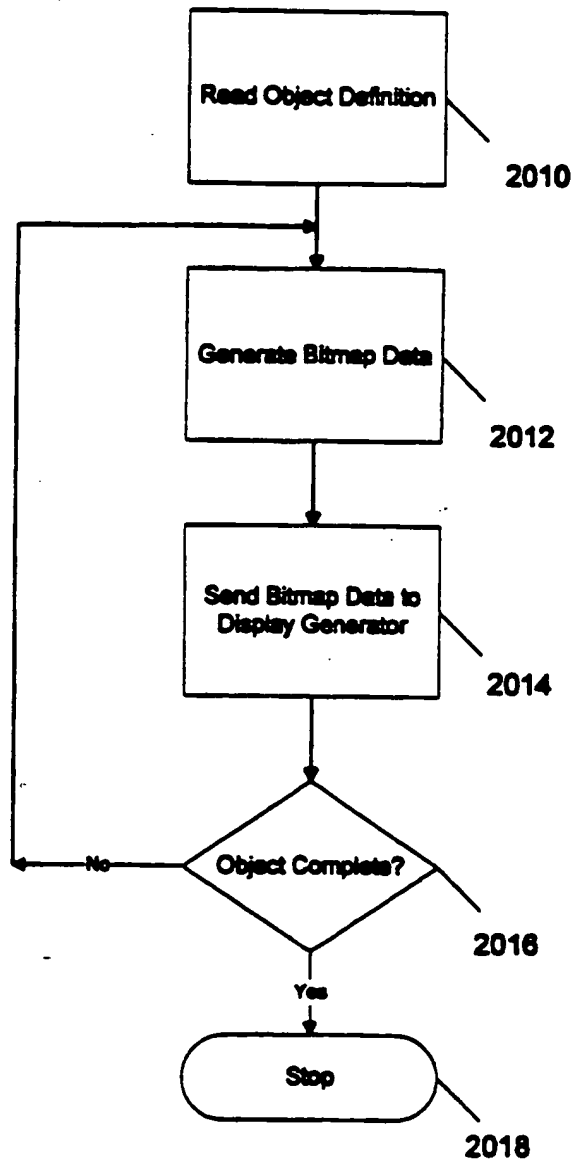 Read Object Definition
2010
Generate Bitmap Data
2012
Send Bitmap Data to
Display Generator
2014
No
Object Complete?
2016
Yes
Stop
2018